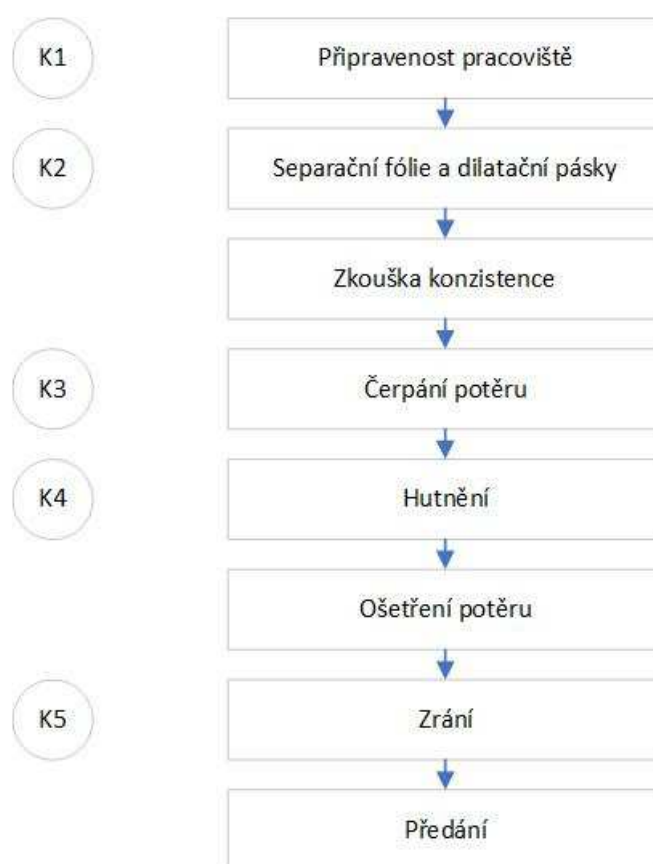 K1 Připravenost pracoviště
K2 Separační fólie a dilatační pásky
Zkouška konzistence
K3 Čerpání potěru
K4 Hutnění
Ošetření potěru
K5 Zrání
Předání